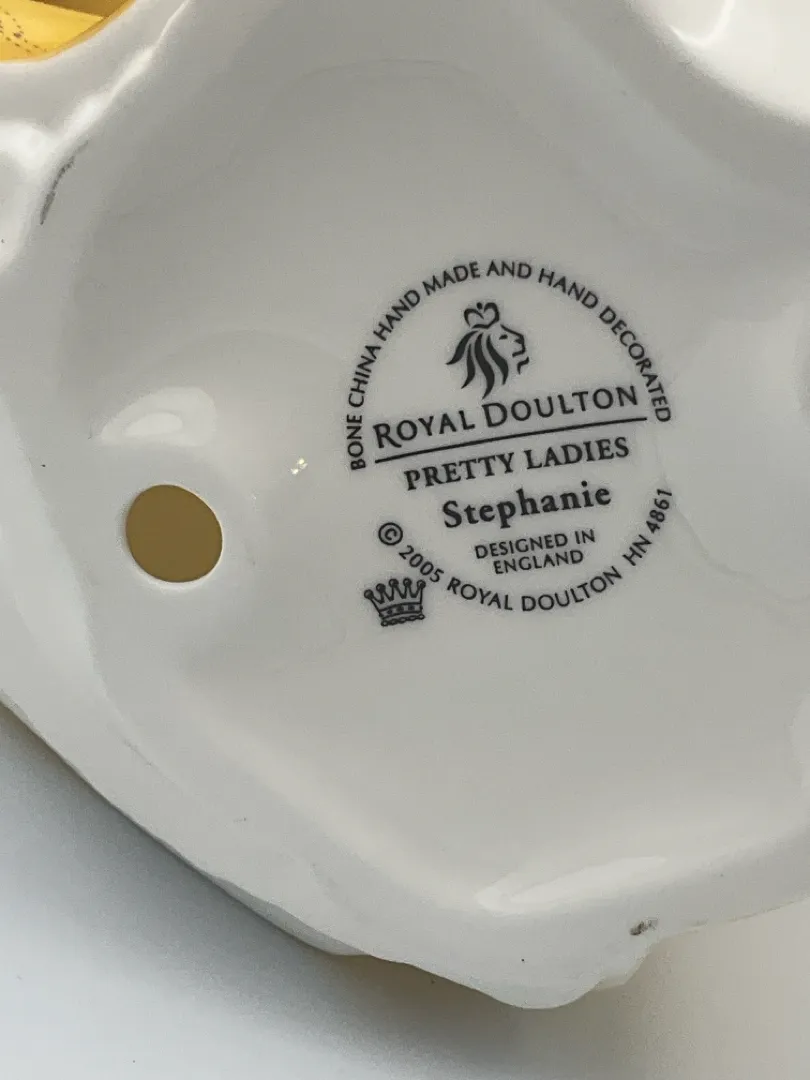 BONE CHINA HAND MADE AND HAND DECORATED
ROYAL DOULTON
PRETTY LADIES
Stephanie
DESIGNED IN
ENGLAND
© 2005 ROYAL DOULTON HN 4861